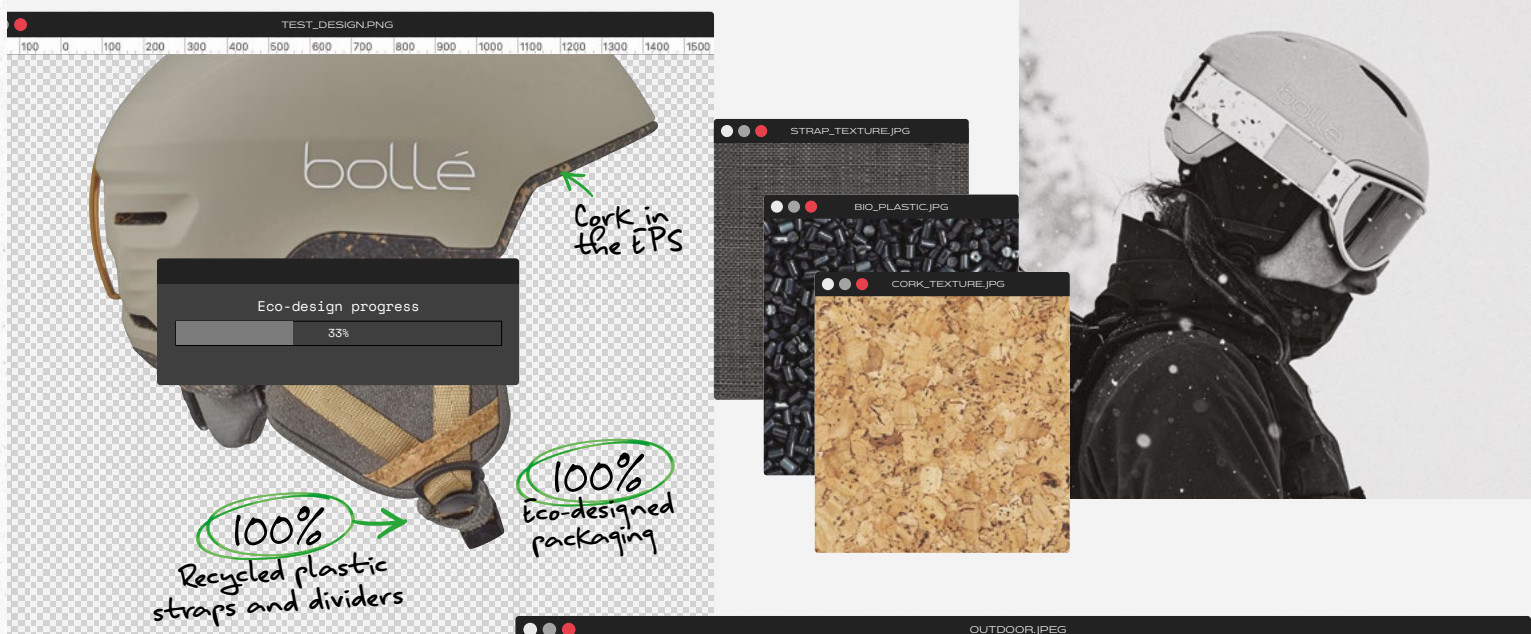 TEST_DESIGN.PNG
100 0 100 200 300 400 500 600 700 800 900 1000 1100 1200 1300 1400 1500
bollé
Cork in
the EPS
Eco-design progress
33%
100%
Eco-designed
packaging
100%
Recycled plastic
straps and dividers
STRAP_TEXTURE.JPG
BIO_PLASTIC.JPG
CORK_TEXTURE.JPG
bollé
OUTDOOR.JPEG